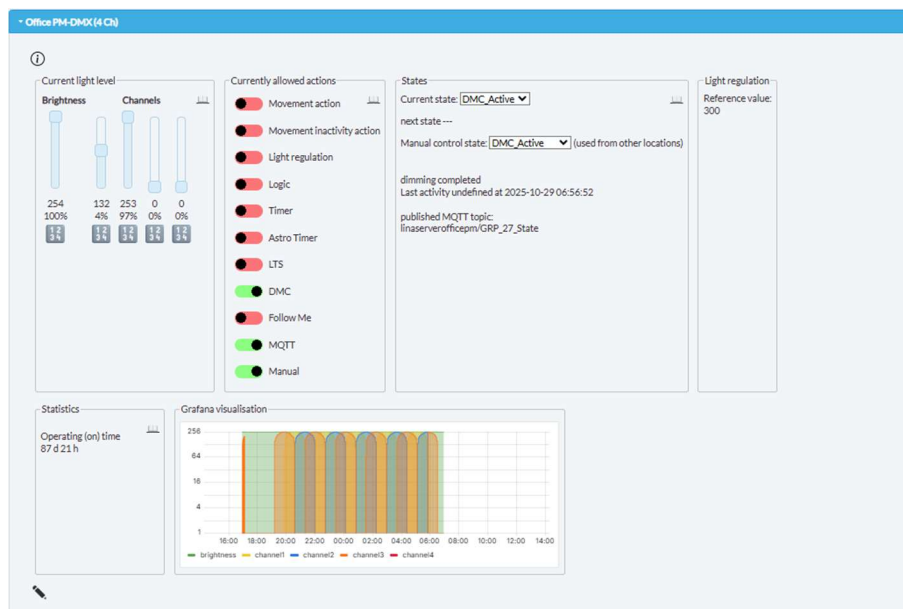 Office PM-DMX (4 Ch)
Current light level
Brightness Channels
254 132 253 0 0
100% 4% 97% 0% 0%
Currently allowed actions
Movement action
Movement inactivity action
Light regulation
Logic
Timer
Astro Timer
LTS
DMC
Follow Me
MQTT
Manual
States
Current state: DMC_Active
next state ---
Manual control state: DMC_Active (used from other locations)
dimming completed
Last activity undefined at 2025-10-29 06:56:52
published MQTT topic:
linaserverofficepm/GRP_27_State
Light regulation
Reference value:
300
Statistics
Operating (on) time
87 d 21 h
Grafana visualisation
256
64
16
4
1
16:00 18:00 20:00 22:00 00:00 02:00 04:00 06:00 08:00 10:00 12:00 14:00
brightness channel1 channel2 channel3 channel4